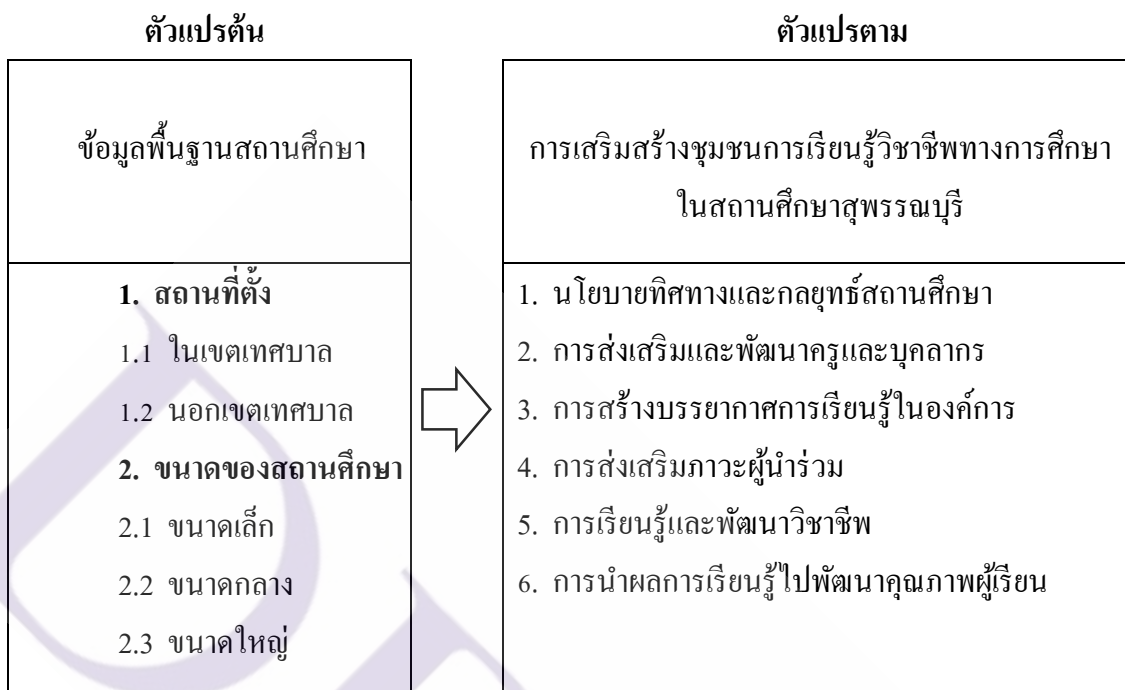 ตัวแปรต้น
ข้อมูลพื้นฐานสถานศึกษา
1. สถานที่ตั้ง
1.1 ในเขตเทศบาล
1.2 นอกเขตเทศบาล
2. ขนาดของสถานศึกษา
2.1 ขนาดเล็ก
2.2 ขนาดกลาง
2.3 ขนาดใหญ่
ตัวแปรตาม
การเสริมสร้างชุมชนการเรียนรู้วิชาชีพทางการศึกษา
ในสถานศึกษาสุพรรณบุรี
1. นโยบายทิศทางและกลยุทธ์สถานศึกษา
2. การส่งเสริมและพัฒนาครูและบุคลากร
3. การสร้างบรรยากาศการเรียนรู้ในองค์การ
4. การส่งเสริมภาวะผู้นำร่วม
5. การเรียนรู้และพัฒนาวิชาชีพ
6. การนำผลการเรียนรู้ไปพัฒนาคุณภาพผู้เรียน